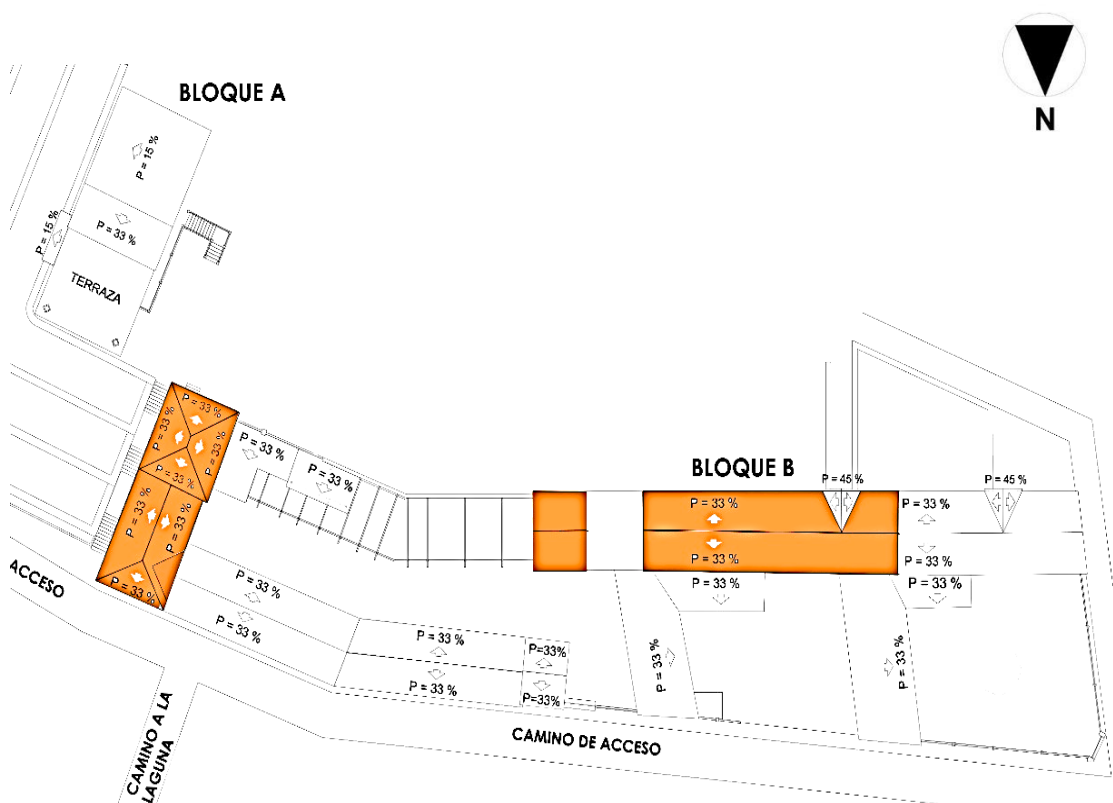 N
BLOQUE A
P = 15 %
P = 15 %
P = 33 %
TERRAZA
P = 33 %
P = 33 %
P = 33 %
P = 33 %
P = 33 %
P = 33 %
P = 33 %
P = 33 %
P = 33 %
BLOQUE B
P = 45 %
P = 45 %
P = 33 %
P = 33 %
P = 33 %
P = 33 %
P = 33 %
P = 33 %
P = 33 %
P = 33 %
P = 33 %
P = 33 %
P = 33 %
P=33%
P = 33 %
P=33%
ACCESO
CAMINO A LA
LAGUNA
CAMINO DE ACCESO